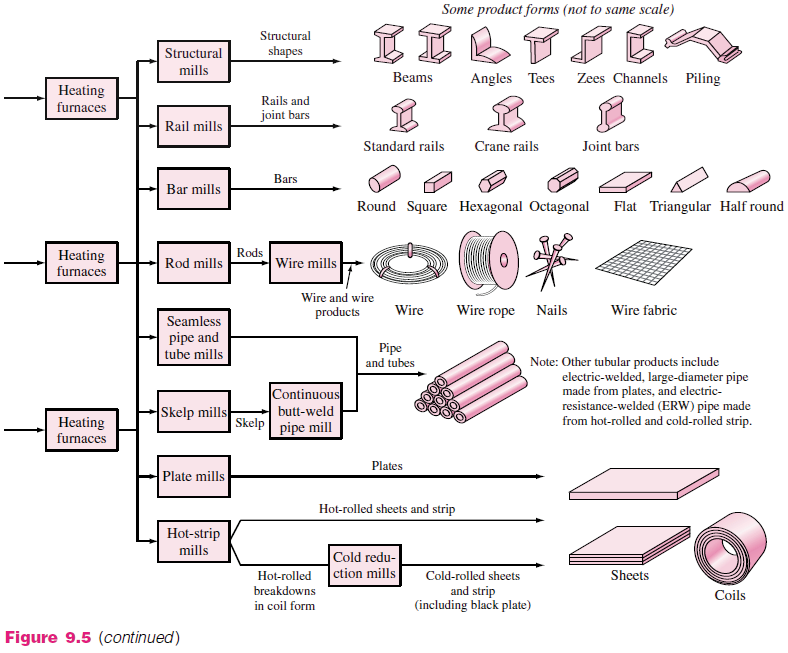 Some product forms (not to same scale)
Structural
shapes
Structural
mills
Beams
Angles
Tees
Zees
Channels
Piling
Heating
furnaces
Rails and
joint bars
Rail mills
Standard rails
Crane rails
Joint bars
Bars
Bar mills
Round
Square
Hexagonal
Octagonal
Flat
Triangular
Half round
Heating
furnaces
Rod mills
Rods
Wire mills
Wire and wire
products
Wire
Wire rope
Nails
Wire fabric
Seamless
pipe and
tube mills
Pipe
and tubes
Note: Other tubular products include
electric-welded, large-diameter pipe
made from plates, and electric-
resistance-welded (ERW) pipe made
from hot-rolled and cold-rolled strip.
Heating
furnaces
Skelp mills
Skelp
Continuous
butt-weld
pipe mill
Plates
Plate mills
Hot-rolled sheets and strip
Hot-strip
mills
Hot-rolled
breakdowns
in coil form
Cold redu-
ction mills
Cold-rolled sheets
and strip
(including black plate)
Sheets
Coils
Figure 9.5 (continued)